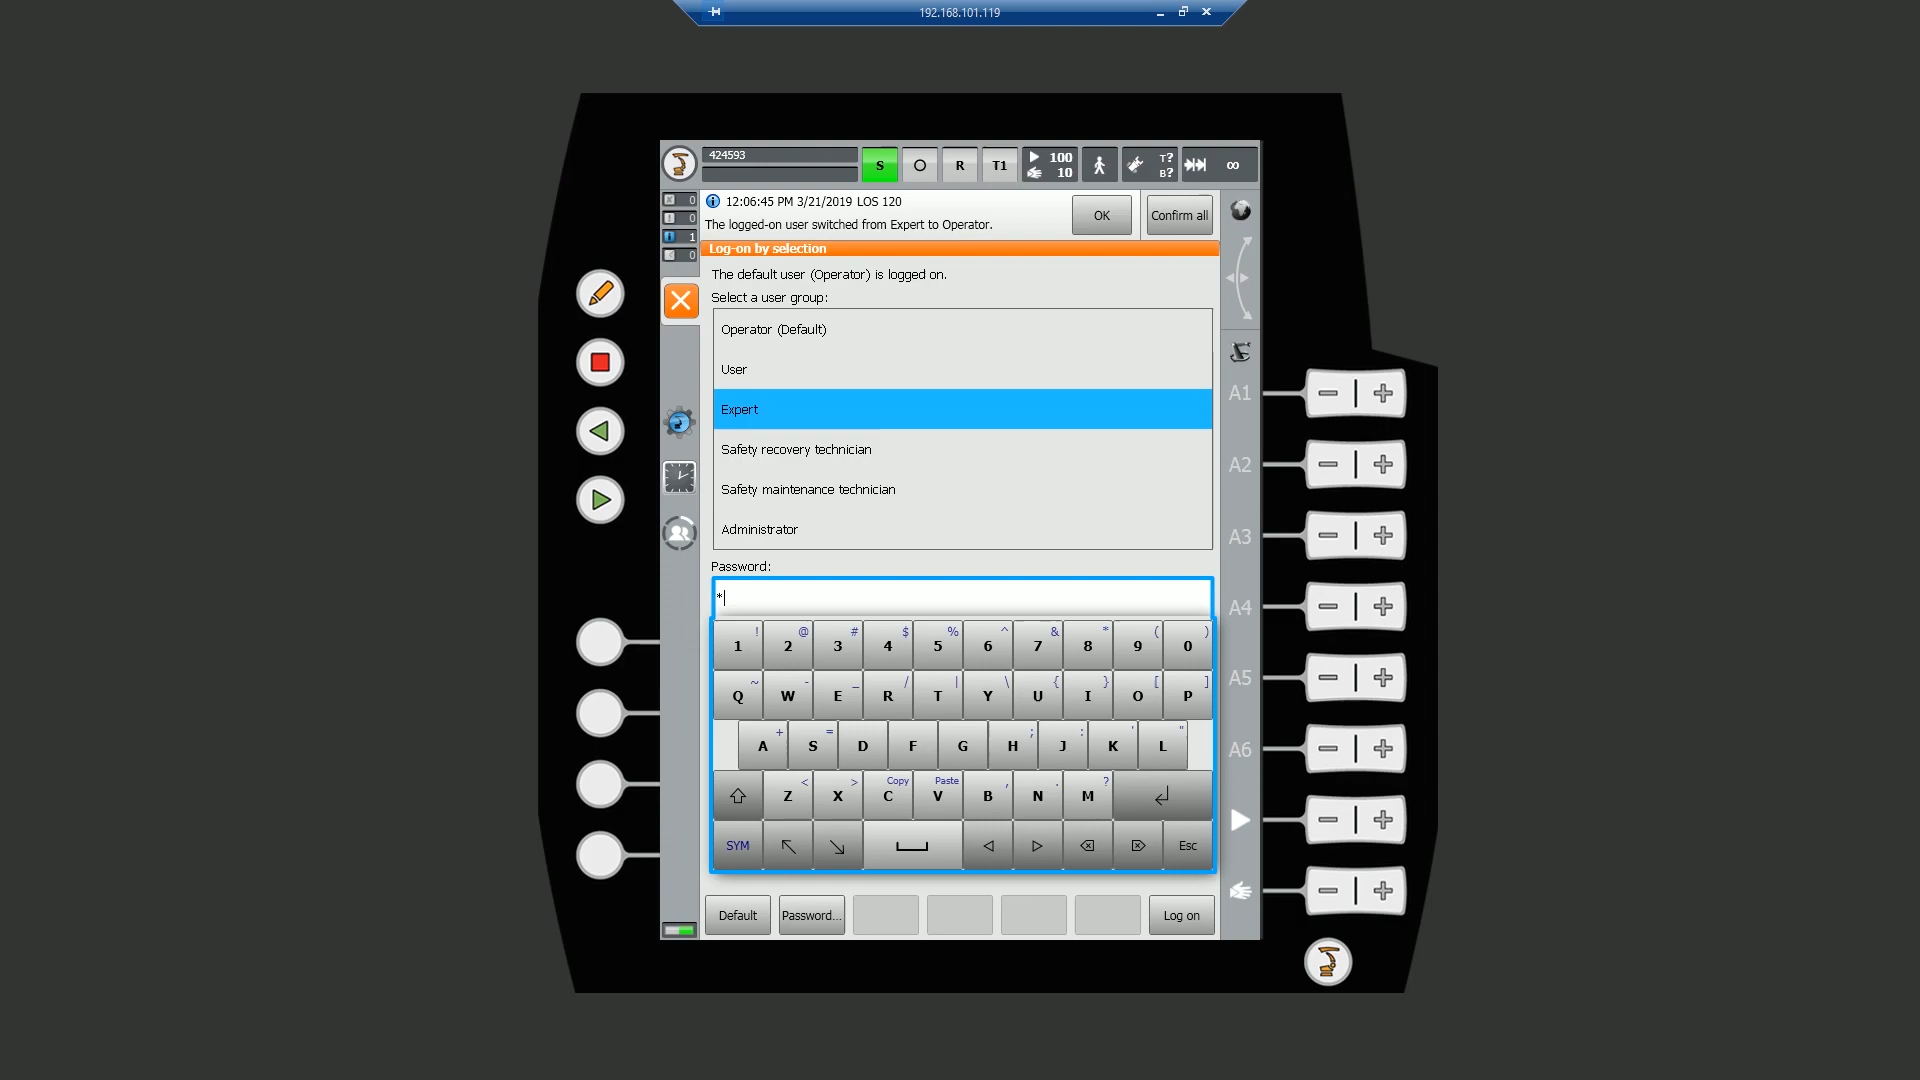 192.168.101.119
424593
S O R T1 100 10 T? B? ∞
0
0
1
0
12:06:45 PM 3/21/2019 LOS 120
The logged-on user switched from Expert to Operator.
OK
Confirm all
Log-on by selection
The default user (Operator) is logged on.
Select a user group:
Operator (Default)
User
Expert
Safety recovery technician
Safety maintenance technician
Administrator
Password:
*
! @ # $ % ^ & * ( )
1 2 3 4 5 6 7 8 9 0
~ - _ / | \ { } [ ]
Q W E R T Y U I O P
+ = ; : ' "
A S D F G H J K L
< > Copy Paste , . ?
Z X C V B N M
SYM Esc
Default
Password...
Log on
A1
A2
A3
A4
A5
A6